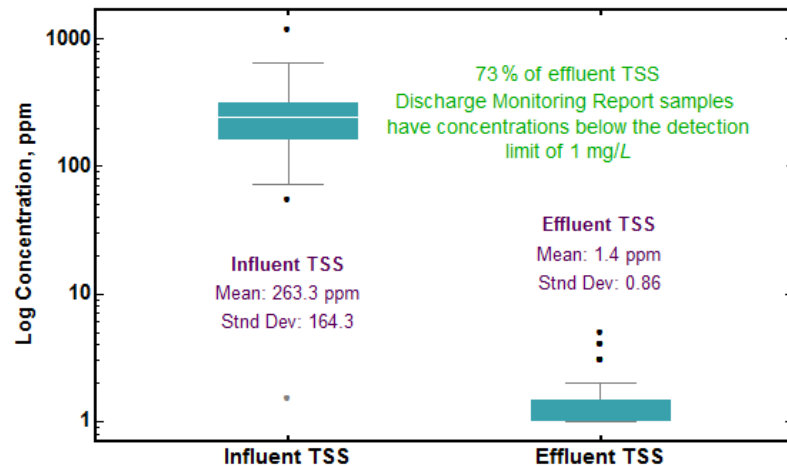 Log Concentration, ppm
1000
100
10
1
73% of effluent TSS
Discharge Monitoring Report samples
have concentrations below the detection
limit of 1 mg/L
Influent TSS
Mean: 263.3 ppm
Stnd Dev: 164.3
Effluent TSS
Mean: 1.4 ppm
Stnd Dev: 0.86
Influent TSS
Effluent TSS